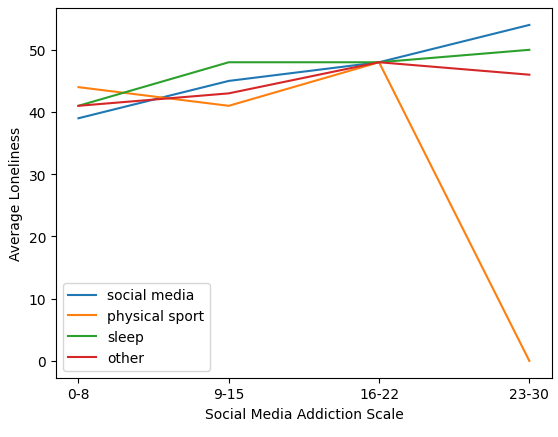 Average Loneliness
50
40
30
20
10
0
social media
physical sport
sleep
other
0-8
9-15
16-22
23-30
Social Media Addiction Scale